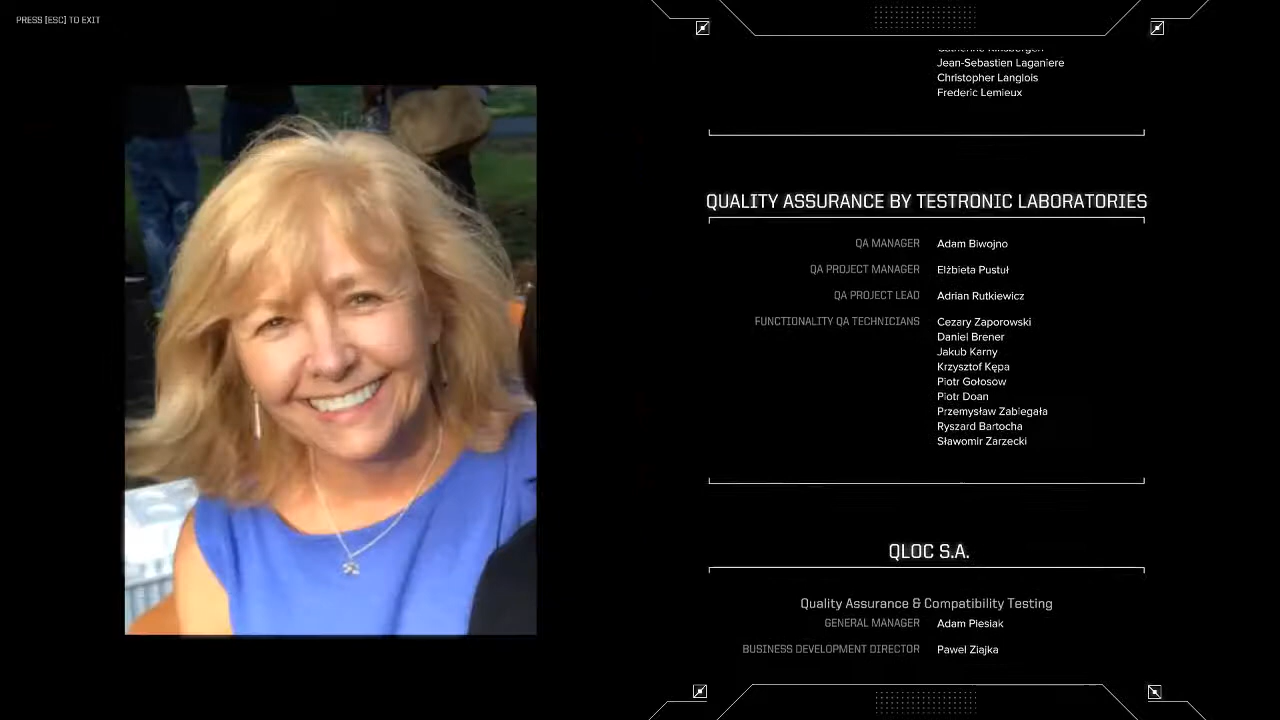 PRESS [ESC] TO EXIT
Jean-Sebastien Laganiere
Christopher Langlois
Frederic Lemieux
QUALITY ASSURANCE BY TESTRONIC LABORATORIES
QA MANAGER Adam Biwojno
QA PROJECT MANAGER Elżbieta Pustuł
QA PROJECT LEAD Adrian Rutkiewicz
FUNCTIONALITY QA TECHNICIANS Cezary Zaporowski
Daniel Brener
Jakub Karny
Krzysztof Kępa
Piotr Gołosow
Piotr Doan
Przemysław Zabiegała
Ryszard Bartocha
Sławomir Zarzecki
QLOC S.A.
Quality Assurance & Compatibility Testing
GENERAL MANAGER Adam Piesiak
BUSINESS DEVELOPMENT DIRECTOR Pawel Ziajka